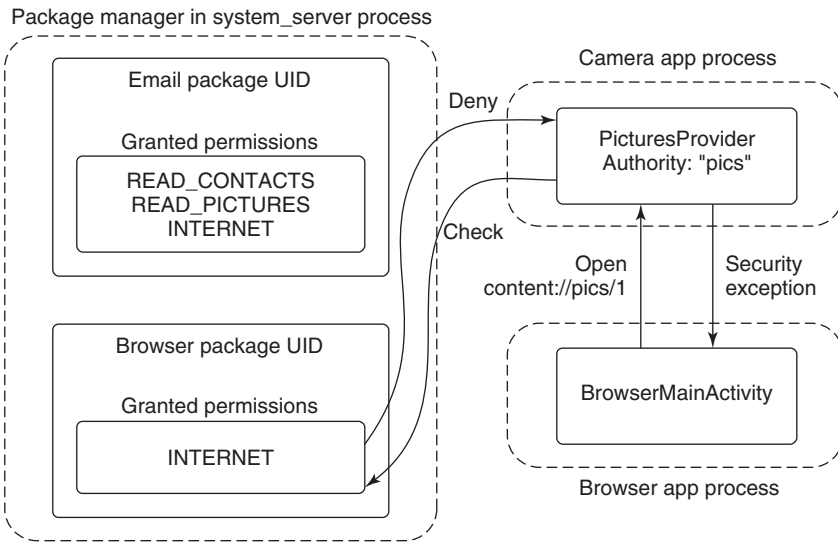 Package manager in system_server process
Email package UID
Granted permissions
READ_CONTACTS
READ_PICTURES
INTERNET
Browser package UID
Granted permissions
INTERNET
Deny
Check
Camera app process
PicturesProvider
Authority: "pics"
Open
content://pics/1
Security
exception
BrowserMainActivity
Browser app process